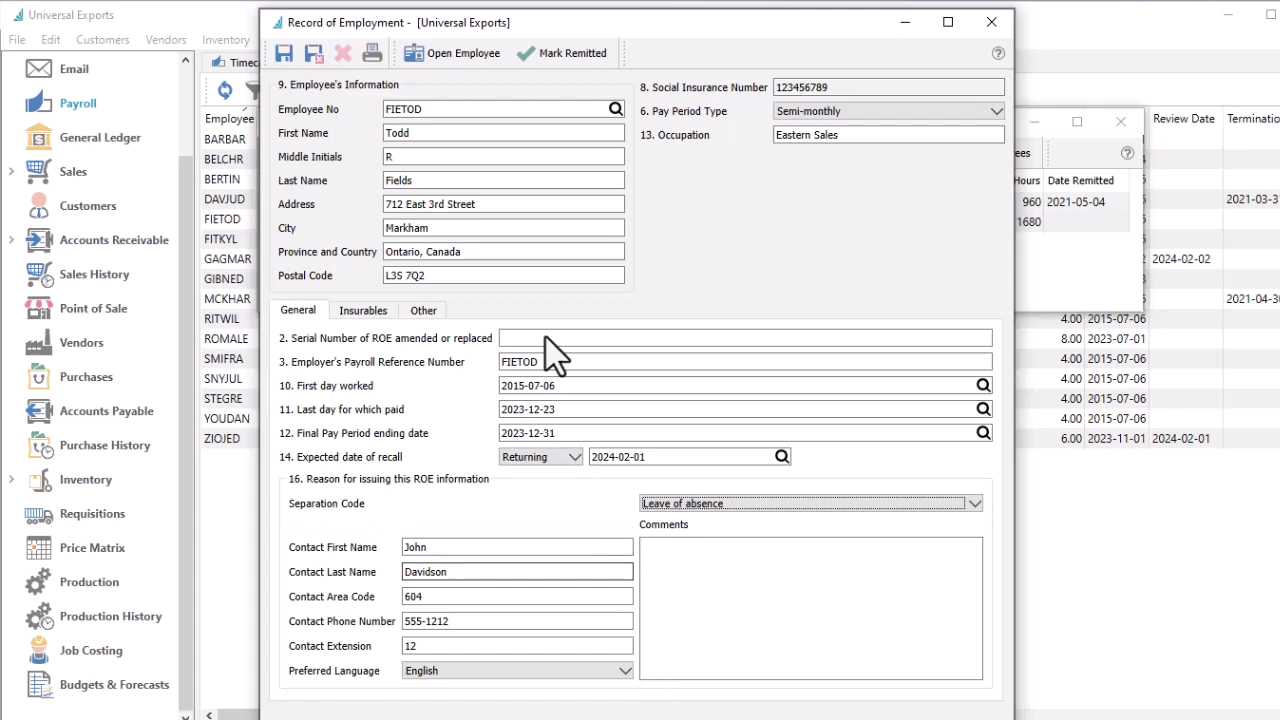 Universal Exports
File Edit Customers Vendors Inventory
Email
Payroll
General Ledger
Sales
Customers
Accounts Receivable
Sales History
Point of Sale
Vendors
Purchases
Accounts Payable
Purchase History
Inventory
Requisitions
Price Matrix
Production
Production History
Job Costing
Budgets & Forecasts
Timec
Employee
BARBAR
BELCHR
BERTIN
DAVJUD
FIETOD
FITKYL
GAGMAR
GIBNED
MCKHAR
RITWIL
ROMALE
SMIFRA
SNYJUL
STEGRE
YOUDAN
ZIOJED
Record of Employment - [Universal Exports]
Open Employee Mark Remitted
9. Employee's Information
Employee No FIETOD
First Name Todd
Middle Initials R
Last Name Fields
Address 712 East 3rd Street
City Markham
Province and Country Ontario, Canada
Postal Code L3S 7Q2
8. Social Insurance Number 123456789
6. Pay Period Type Semi-monthly
13. Occupation Eastern Sales
General Insurables Other
2. Serial Number of ROE amended or replaced
3. Employer's Payroll Reference Number FIETOD
10. First day worked 2015-07-06
11. Last day for which paid 2023-12-23
12. Final Pay Period ending date 2023-12-31
14. Expected date of recall Returning 2024-02-01
16. Reason for issuing this ROE information
Separation Code Leave of absence
Comments
Contact First Name John
Contact Last Name Davidson
Contact Area Code 604
Contact Phone Number 555-1212
Contact Extension 12
Preferred Language English
ees
Hours Date Remitted
960 2021-05-04
1680
Review Date Termination
2021-03-31
2024-02-02
2021-04-30
4.00 2015-07-06
8.00 2023-07-01
4.00 2015-07-06
4.00 2015-07-06
4.00 2015-07-06
4.00 2015-07-06
6.00 2023-11-01 2024-02-01